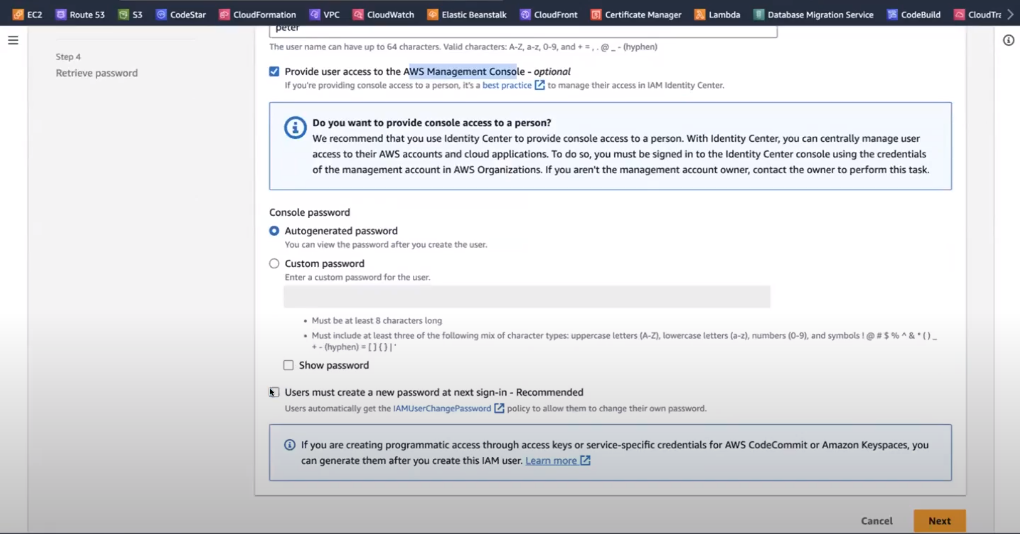 EC2 Route 53 S3 CodeStar CloudFormation VPC CloudWatch Elastic Beanstalk CloudFront Certificate Manager Lambda Database Migration Service CodeBuild CloudTra
peter
The user name can have up to 64 characters. Valid characters: A-Z, a-z, 0-9, and + = , . @ _ - (hyphen)
Step 4
Retrieve password
Provide user access to the AWS Management Console - optional
If you're providing console access to a person, it's a best practice to manage their access in IAM Identity Center.
Do you want to provide console access to a person?
We recommend that you use Identity Center to provide console access to a person. With Identity Center, you can centrally manage user
access to their AWS accounts and cloud applications. To do so, you must be signed in to the Identity Center console using the credentials
of the management account in AWS Organizations. If you aren't the management account owner, contact the owner to perform this task.
Console password
Autogenerated password
You can view the password after you create the user.
Custom password
Enter a custom password for the user.
• Must be at least 8 characters long
• Must include at least three of the following mix of character types: uppercase letters (A-Z), lowercase letters (a-z), numbers (0-9), and symbols ! @ # $ % ^ & * ( ) _
+ - (hyphen) = [ ] { } | '
Show password
Users must create a new password at next sign-in - Recommended
Users automatically get the IAMUserChangePassword policy to allow them to change their own password.
If you are creating programmatic access through access keys or service-specific credentials for AWS CodeCommit or Amazon Keyspaces, you
can generate them after you create this IAM user. Learn more
Cancel Next